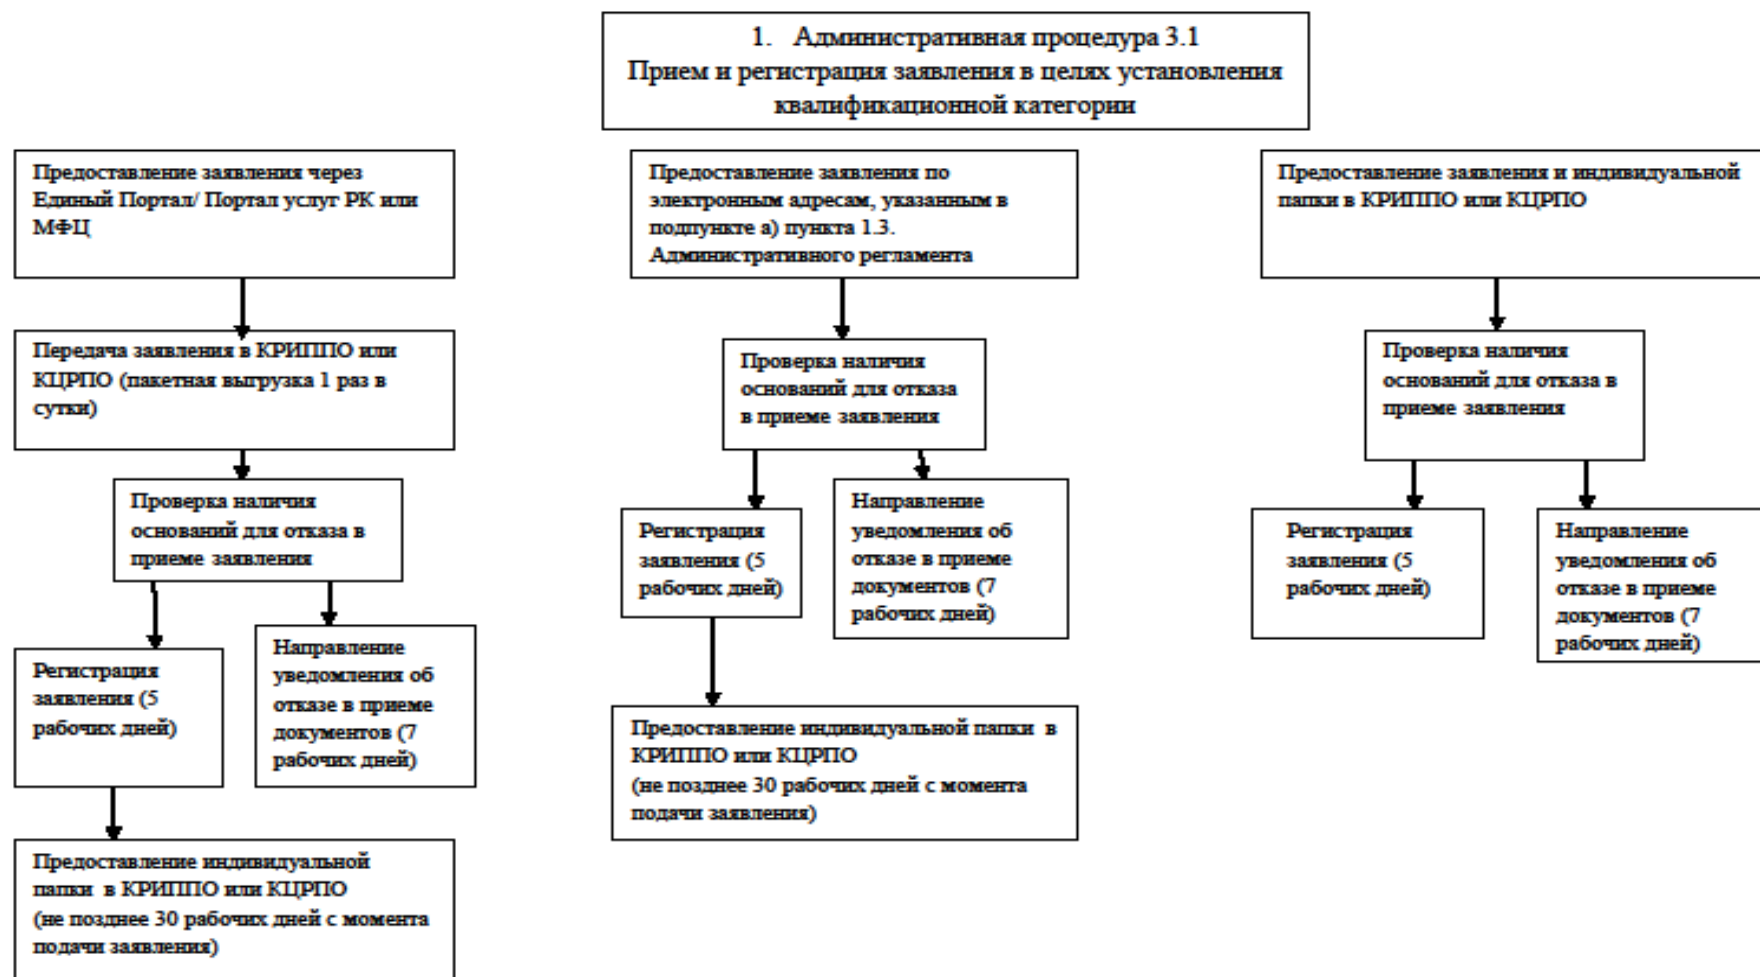 1. Административная процедура 3.1
Прием и регистрация заявления в целях установления
квалификационной категории
Предоставление заявления через
Единый Портал/ Портал услуг РК или
МФЦ
Передача заявления в КРИППО или
КЦРПО (пакетная выгрузка 1 раз в
сутки)
Проверка наличия
оснований для отказа в
приеме заявления
Регистрация
заявления (5
рабочих дней)
Направление
уведомления об
отказе в приеме
документов (7
рабочих дней)
Предоставление индивидуальной
папки в КРИППО или КЦРПО
(не позднее 30 рабочих дней с момента
подачи заявления)
Предоставление заявления по
электронным адресам, указанным в
подпункте а) пункта 1.3.
Административного регламента
Проверка наличия
оснований для отказа
в приеме заявления
Регистрация
заявления (5
рабочих дней)
Направление
уведомления об
отказе в приеме
документов (7
рабочих дней)
Предоставление индивидуальной папки в
КРИППО или КЦРПО
(не позднее 30 рабочих дней с момента
подачи заявления)
Предоставление заявления и индивидуальной
папки в КРИППО или КЦРПО
Проверка наличия
оснований для отказа в
приеме заявления
Регистрация
заявления (5
рабочих дней)
Направление
уведомления об
отказе в приеме
документов (7
рабочих дней)